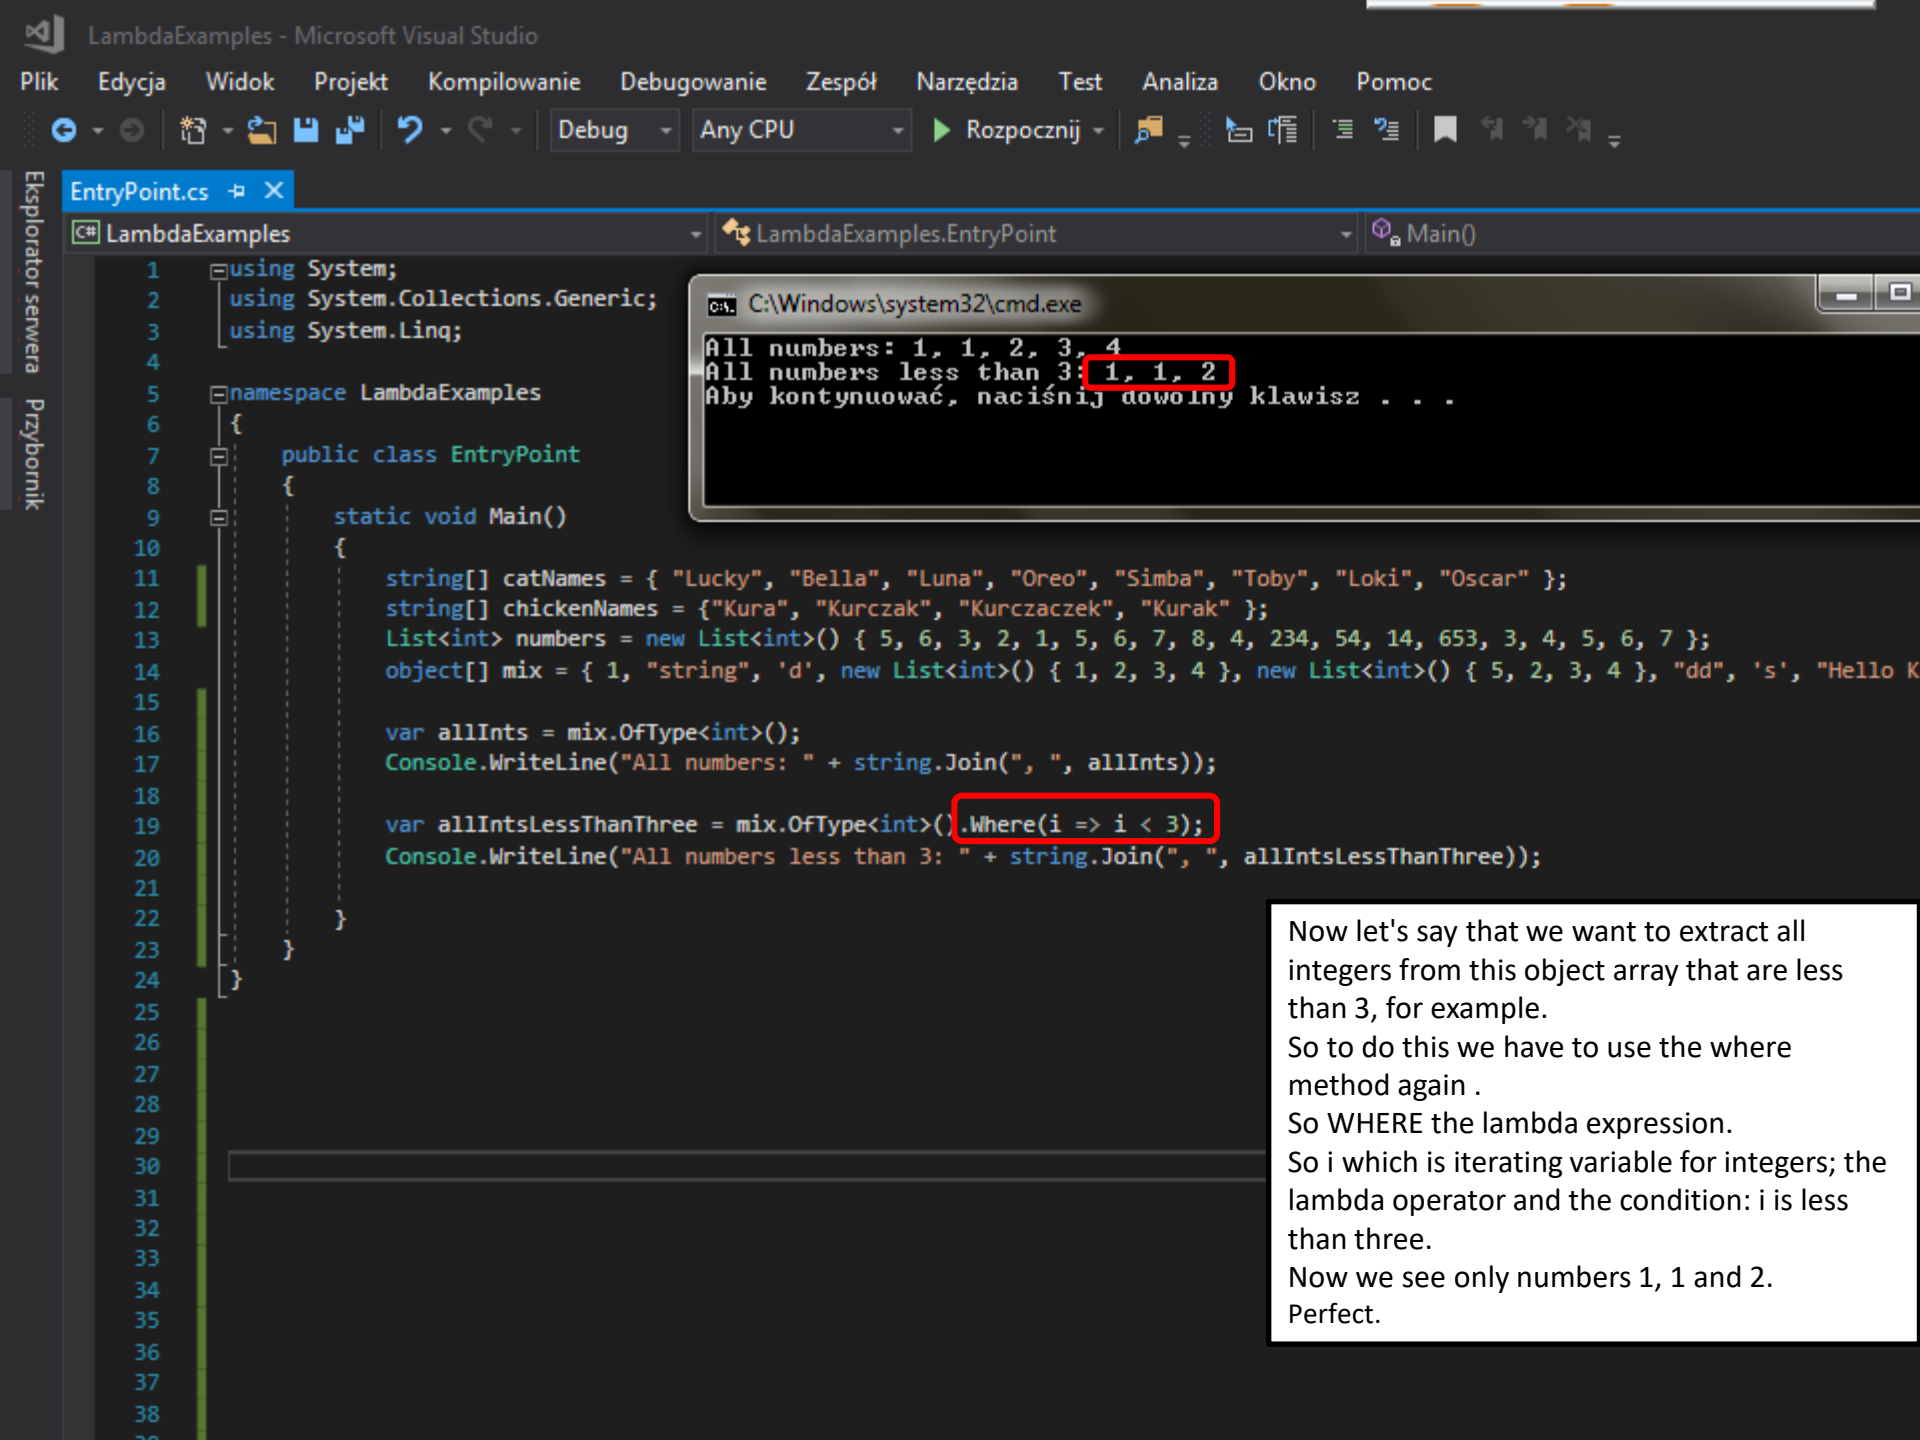 LambdaExamples - Microsoft Visual Studio
Plik Edycja Widok Projekt Kompilowanie Debugowanie Zespół Narzędzia Test Analiza Okno Pomoc
Debug Any CPU Rozpocznij
Eksplorator serwera
Przybornik
EntryPoint.cs
C# LambdaExamples LambdaExamples.EntryPoint Main()
1 using System;
2 using System.Collections.Generic;
3 using System.Linq;
4
5 namespace LambdaExamples
6 {
7 public class EntryPoint
8 {
9 static void Main()
10 {
11 string[] catNames = { "Lucky", "Bella", "Luna", "Oreo", "Simba", "Toby", "Loki", "Oscar" };
12 string[] chickenNames = {"Kura", "Kurczak", "Kurczaczek", "Kurak" };
13 List<int> numbers = new List<int>() { 5, 6, 3, 2, 1, 5, 6, 7, 8, 4, 234, 54, 14, 653, 3, 4, 5, 6, 7 };
14 object[] mix = { 1, "string", 'd', new List<int>() { 1, 2, 3, 4 }, new List<int>() { 5, 2, 3, 4 }, "dd", 's', "Hello K
15
16 var allInts = mix.OfType<int>();
17 Console.WriteLine("All numbers: " + string.Join(", ", allInts));
18
19 var allIntsLessThanThree = mix.OfType<int>().Where(i => i < 3);
20 Console.WriteLine("All numbers less than 3: " + string.Join(", ", allIntsLessThanThree));
21
22 }
23 }
24 }
25
26
27
28
29
30
31
32
33
34
35
36
37
38
C:\Windows\system32\cmd.exe
All numbers: 1, 1, 2, 3, 4
All numbers less than 3: 1, 1, 2
Aby kontynuować, naciśnij dowolny klawisz . . .
Now let's say that we want to extract all
integers from this object array that are less
than 3, for example.
So to do this we have to use the where
method again .
So WHERE the lambda expression.
So i which is iterating variable for integers; the
lambda operator and the condition: i is less
than three.
Now we see only numbers 1, 1 and 2.
Perfect.